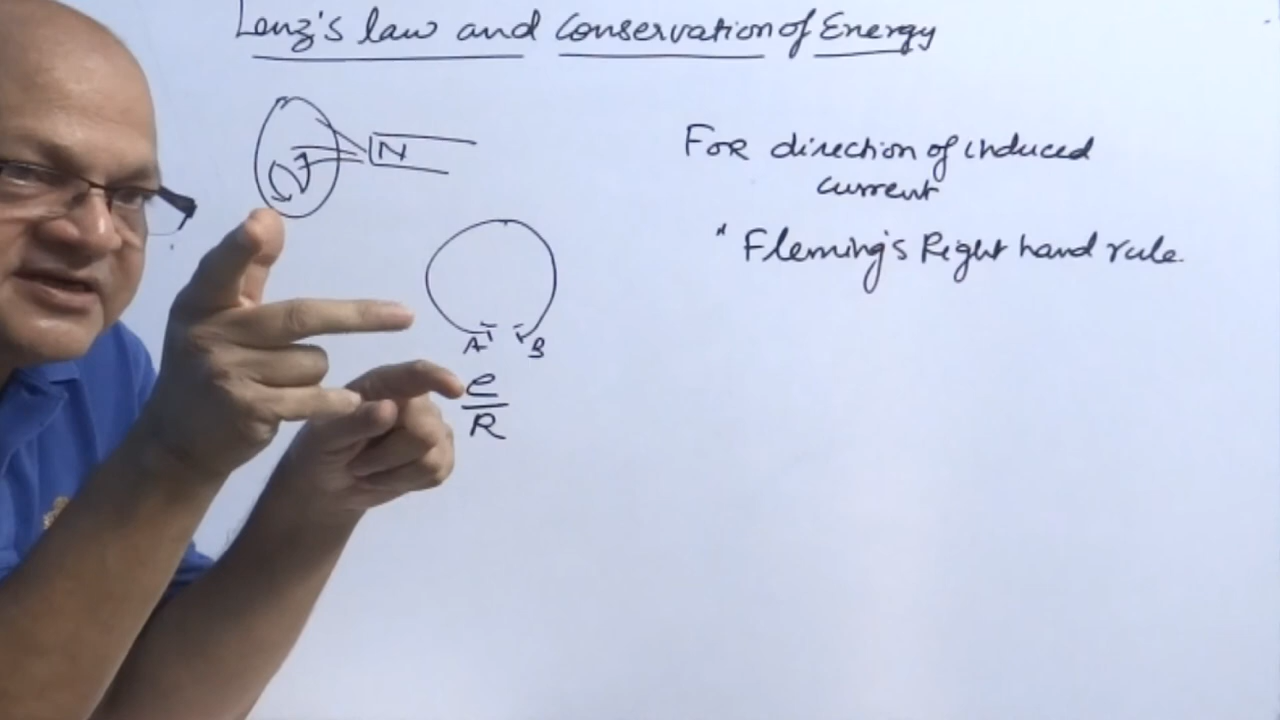 Lenz's law and Conservation of Energy
N
For direction of induced
current
" Fleming's Right hand rule.
A B
e
R